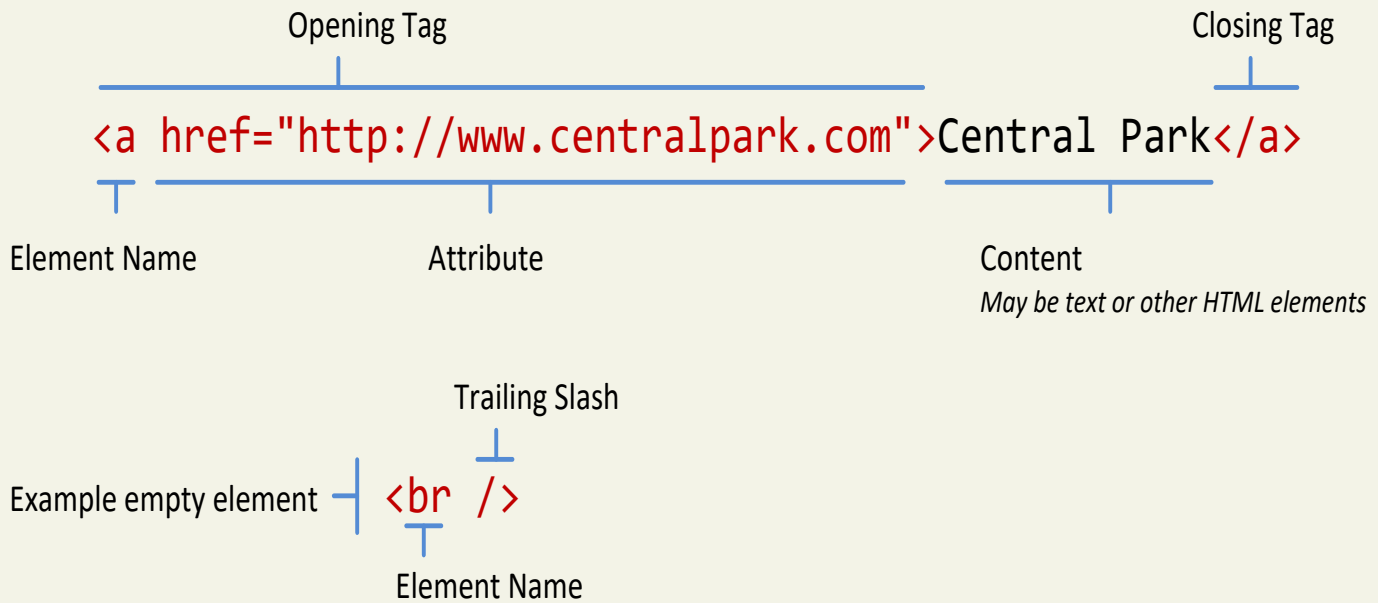 Opening Tag
Closing Tag
<a href="http://www.centralpark.com">Central Park</a>
Element Name
Attribute
Content
May be text or other HTML elements
Trailing Slash
Example empty element
<br />
Element Name